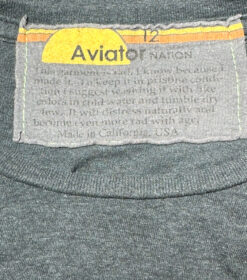 12
Aviator
NATION
This garment is rad, I know because I
made it. To keep it in pristine condit-
ion I suggest washing it with like
colors in cold water and tumble dry
low. It will distress naturally and
become even more rad with age!
Made in California, USA